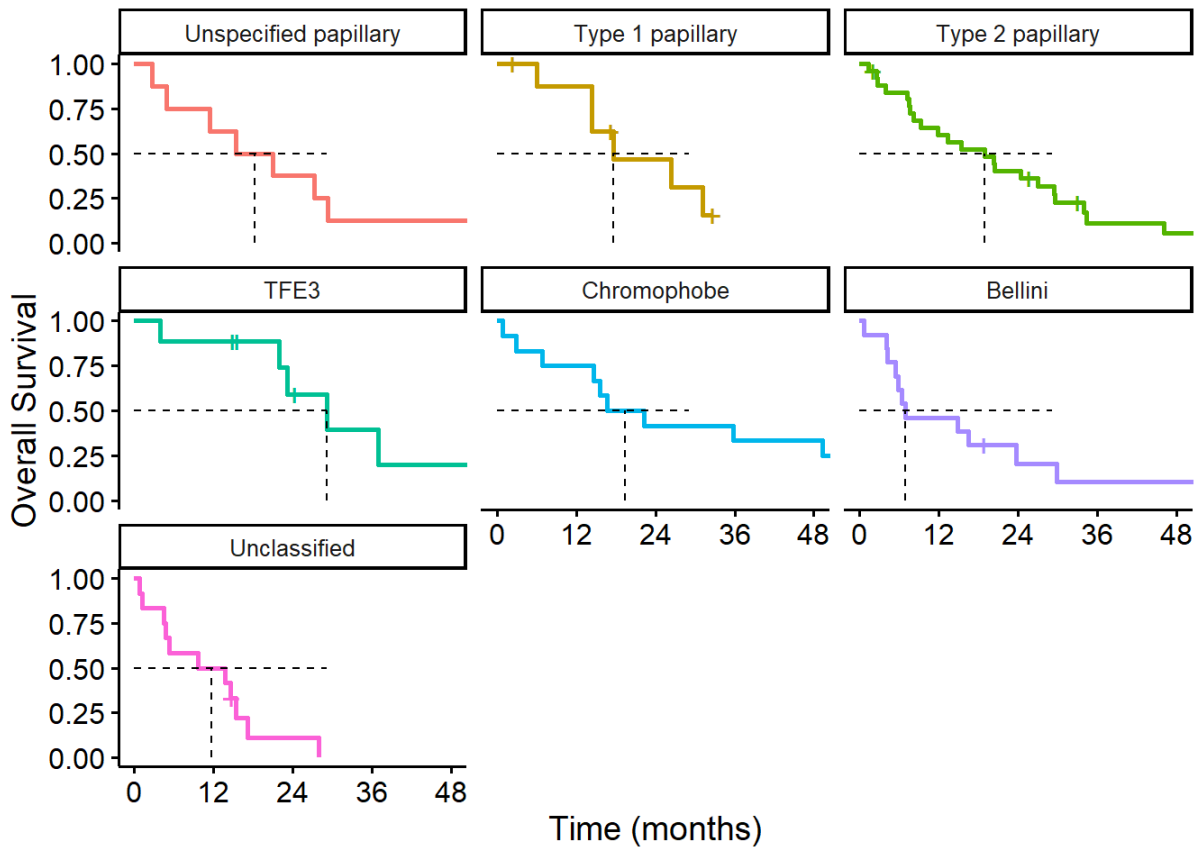 Unspecified papillary
Type 1 papillary
Type 2 papillary
1.00
0.75
0.50
0.25
0.00
TFE3
Chromophobe
Bellini
1.00
0.75
0.50
0.25
0.00
0 12 24 36 48
0 12 24 36 48
Unclassified
1.00
0.75
0.50
0.25
0.00
0 12 24 36 48
Overall Survival
Time (months)